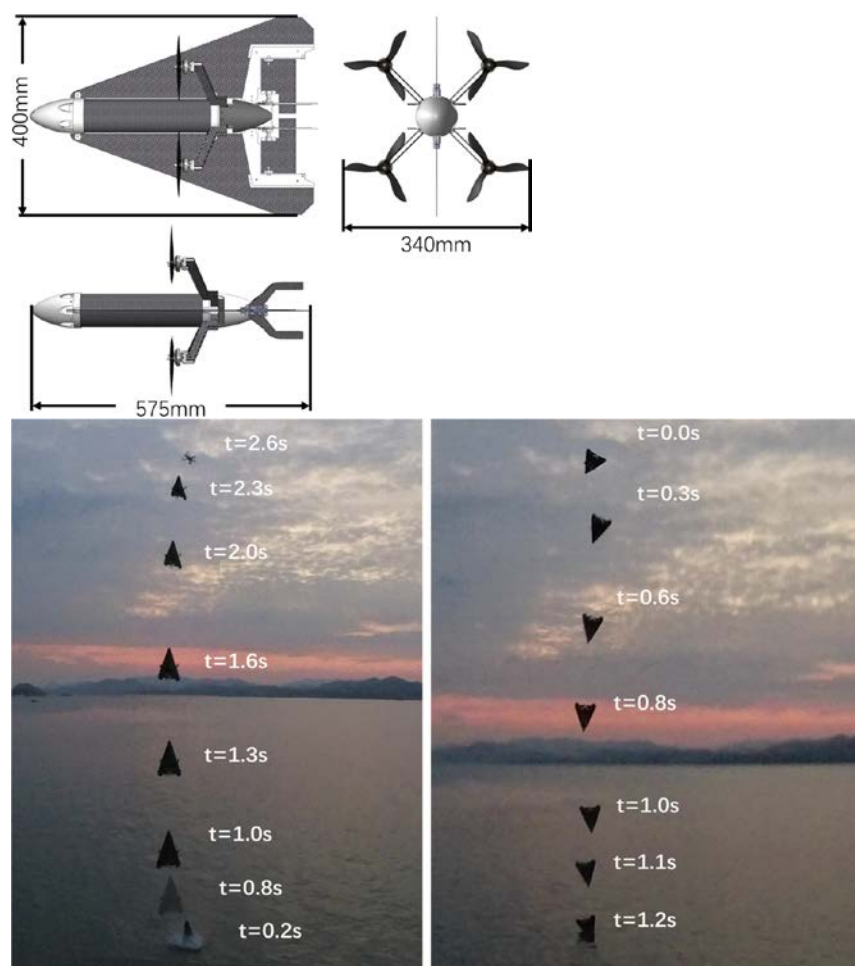 400mm
340mm
575mm
t=2.6s
t=2.3s
t=2.0s
t=1.6s
t=1.3s
t=1.0s
t=0.8s
t=0.2s
t=0.0s
t=0.3s
t=0.6s
t=0.8s
t=1.0s
t=1.1s
t=1.2s